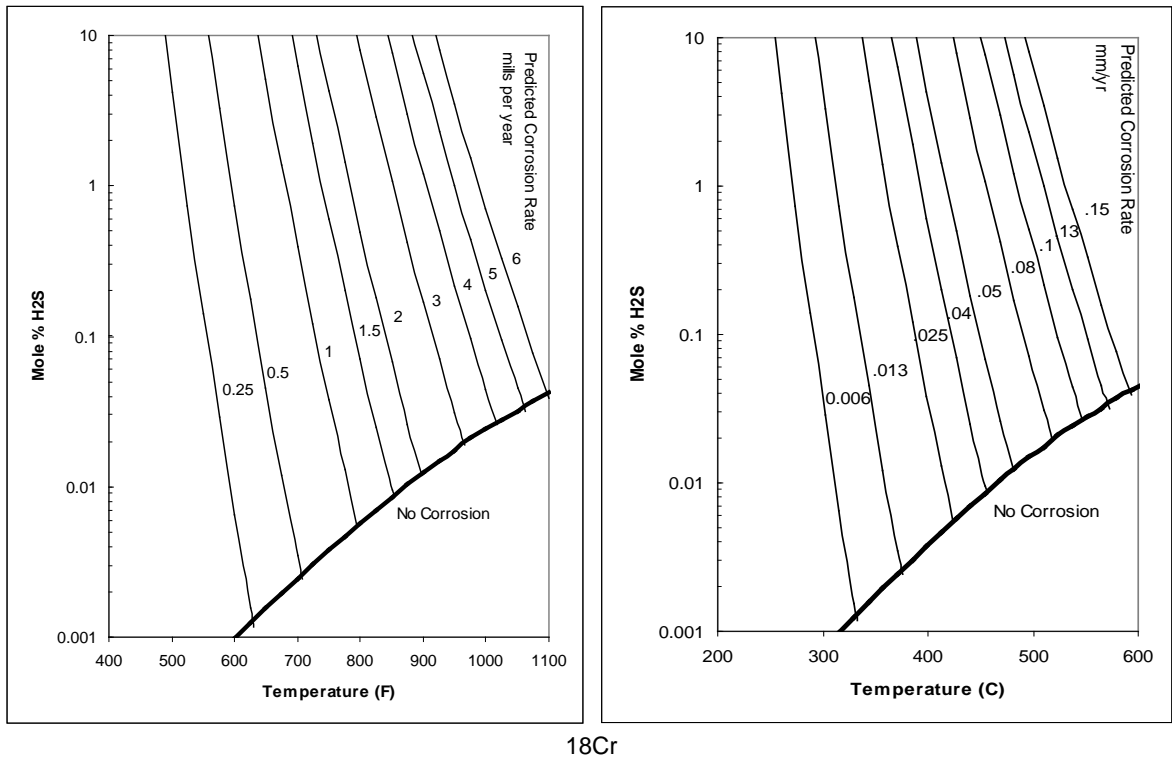 10
1
0.1
0.01
0.001
Mole % H2S
400 500 600 700 800 900 1000 1100
Temperature (F)
Predicted Corrosion Rate
mills per year
0.25
0.5
1
1.5
2
3
4
5
6
No Corrosion
10
1
0.1
0.01
0.001
Mole % H2S
200 300 400 500 600
Temperature (C)
Predicted Corrosion Rate
mm/yr
0.006
.013
.025
.04
.05
.08
.1
.13
.15
No Corrosion
18Cr